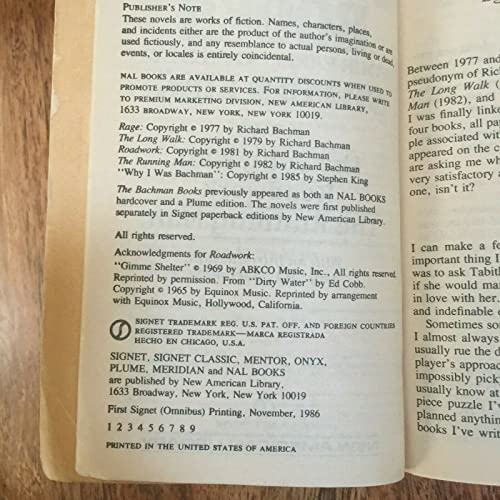 PUBLISHER'S NOTE
These novels are works of fiction. Names, characters, places,
and incidents either are the product of the author's imagination or are
used fictiously, and any resemblance to actual persons, living or dead,
events, or locales is entirely coincidental.
NAL BOOKS ARE AVAILABLE AT QUANTITY DISCOUNTS WHEN USED TO
PROMOTE PRODUCTS OR SERVICES. FOR INFORMATION, PLEASE WRITE
TO PREMIUM MARKETING DIVISION, NEW AMERICAN LIBRARY,
1633 BROADWAY, NEW YORK, NEW YORK 10019.
Rage: Copyright © 1977 by Richard Bachman
The Long Walk: Copyright © 1979 by Richard Bachman
Roadwork: Copyright © 1981 by Richard Bachman
The Running Man: Copyright © 1982 by Richard Bachman
"Why I Was Bachman": Copyright © 1985 by Stephen King
The Bachman Books previously appeared as both an NAL BOOKS
hardcover and a Plume edition. The novels were first published
separately in Signet paperback editions by New American Library.
All rights reserved.
Acknowledgments for Roadwork:
"Gimme Shelter" © 1969 by ABKCO Music, Inc., All rights reserved.
Reprinted by permission. From "Dirty Water" by Ed Cobb.
Copyright © 1965 by Equinox Music. Reprinted by arrangement
with Equinox Music, Hollywood, California.
SIGNET TRADEMARK REG. U.S. PAT. OFF. AND FOREIGN COUNTRIES
REGISTERED TRADEMARK—MARCA REGISTRADA
HECHO EN CHICAGO, U.S.A.
SIGNET, SIGNET CLASSIC, MENTOR, ONYX,
PLUME, MERIDIAN and NAL BOOKS
are published by New American Library,
1633 Broadway, New York, New York 10019
First Signet (Omnibus) Printing, November, 1986
1 2 3 4 5 6 7 8 9
PRINTED IN THE UNITED STATES OF AMERICA
Between 1977 and
pseudonym of Rich
The Long Walk (
Man (1982), and
I was finally linke
four books, all pa
ple associated wit
appeared on the c
are asking me wh
very satisfactory a
one, isn't it?
I can make a fe
important thing I
was to ask Tabith
if she would mar
in love with her.
and indefinable e
Sometimes so
I almost always
usually rue the d
player's approac
impossibly pick
usually know at
piece puzzle I'v
planned anythin
books I've writ